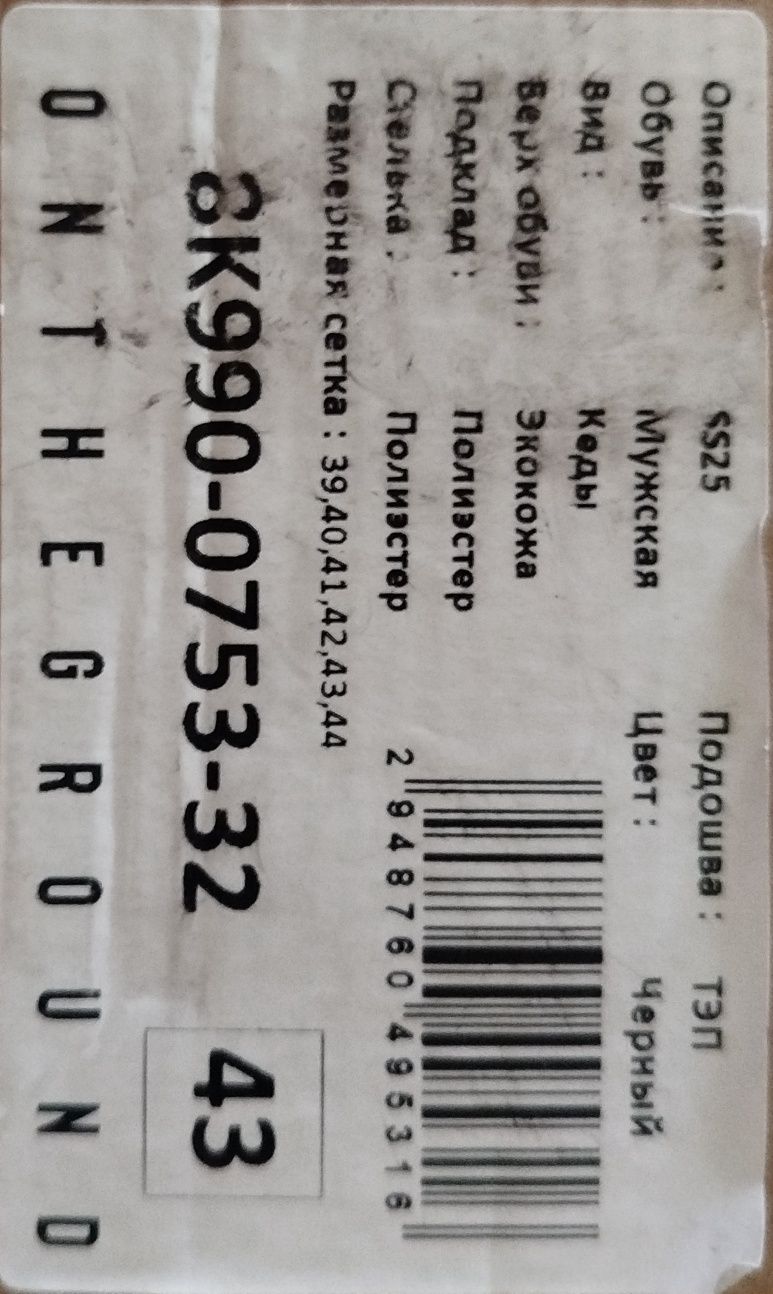 Описание : SS25 Подошва : ТЭП
Обувь : Мужская Цвет : Черный
Вид : Кеды
Верх обуви : Экокожа
Подклад : Полиэстер
Стелька : Полиэстер
2 948760 495316
Размерная сетка : 39,40,41,42,43,44
8K990-0753-32 43
ONTHEGROUND